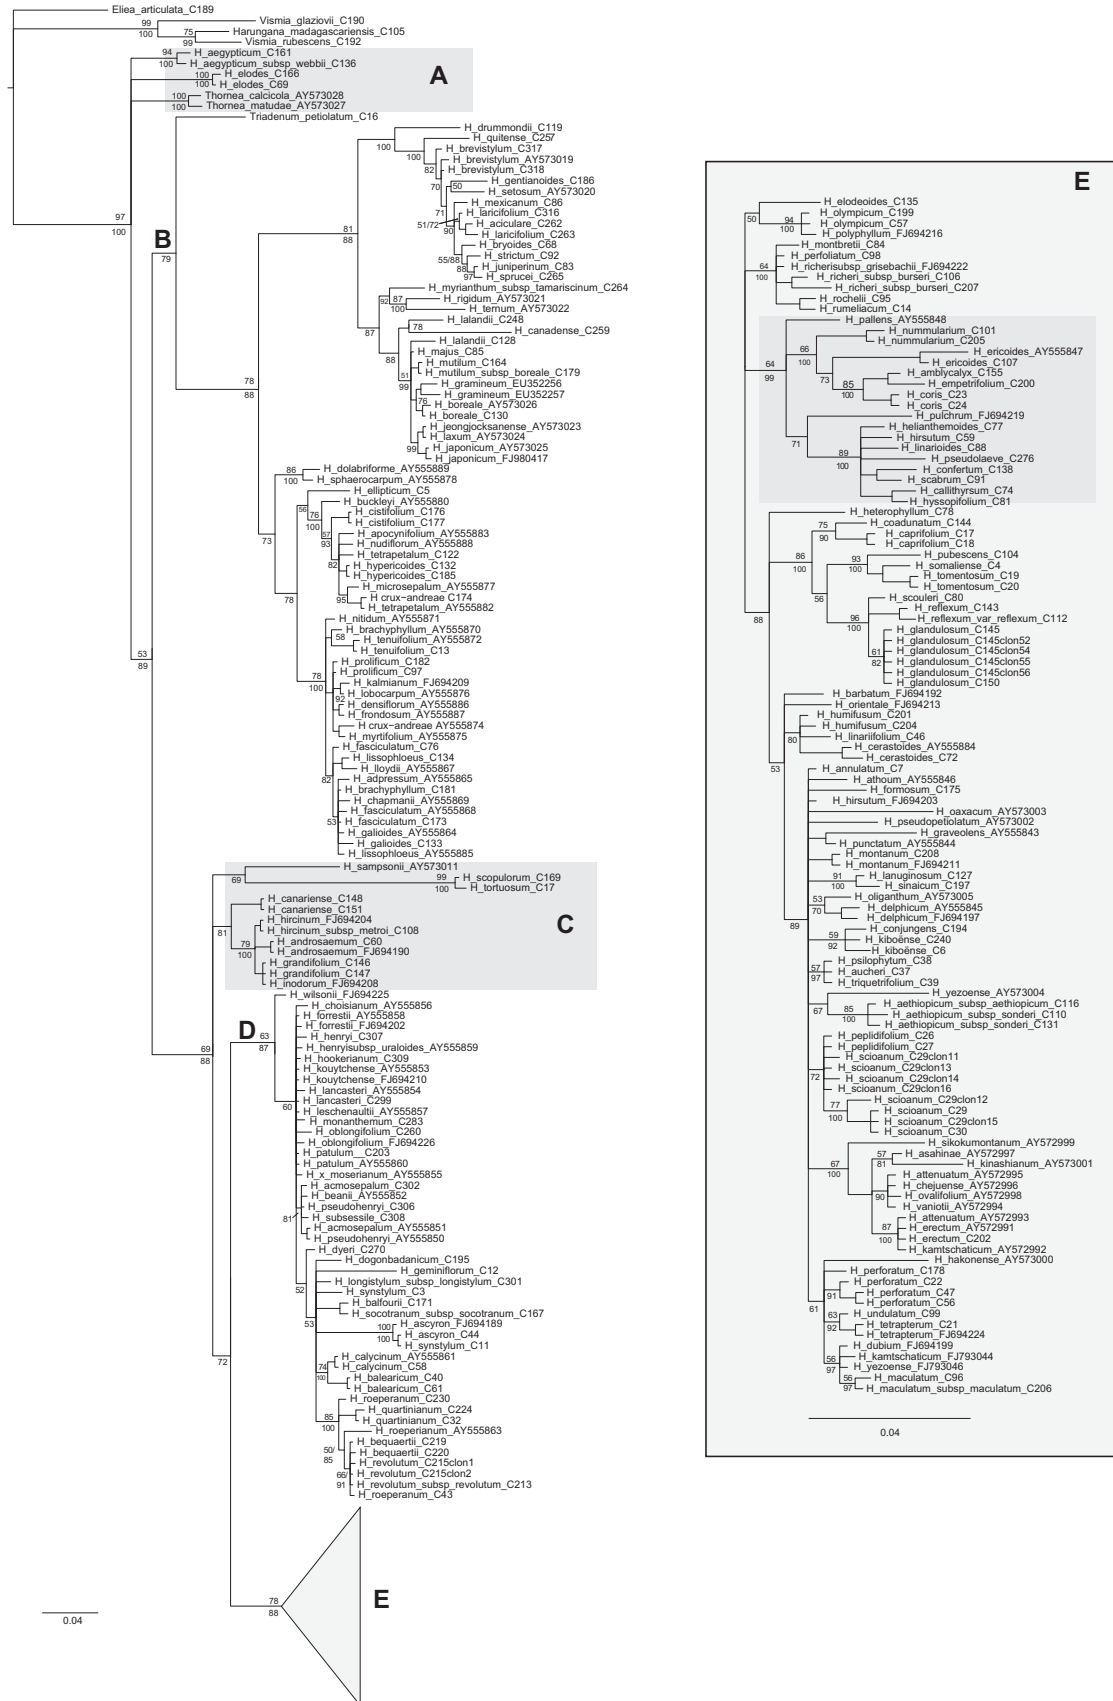 Eliea_articulata_C189
99
100
Vismia_glaziovii_C190
75
99
Harungana_madagascariensis_C105
Vismia_rubescens_C192
94
100
H_aegypticum_C161
H_aegypticum_subsp_webbii_C136
100
100
H_elodes_C166
H_elodes_C69
100
100
Thornea_calcicola_AY573028
Thornea_matudae_AY573027
A
97
100
Triadenum_petiolatum_C16
B
79
H_drummondii_C119
100
H_quitense_C257
100
H_brevistylum_C317
82
H_brevistylum_AY573019
H_brevistylum_C318
70
H_gentianoides_C186
50
H_setosum_AY573020
71
H_mexicanum_C86
H_laricifolium_C316
51/72
H_aciculare_C262
90
H_laricifolium_C263
H_bryoides_C68
55/88
H_strictum_C92
88
H_juniperinum_C83
97
H_sprucei_C265
81
88
H_myrianthum_subsp_tamariscinum_C264
92
87
100
H_rigidum_AY573021
H_ternum_AY573022
87
H_lalandii_C248
78
H_canadense_C259
88
H_lalandii_C128
H_majus_C85
H_mutilum_C164
H_mutilum_subsp_boreale_C179
51
99
H_gramineum_EU352256
H_gramineum_EU352257
76
H_boreale_AY573026
H_boreale_C130
H_jeongjocksanense_AY573023
H_laxum_AY573024
99
H_japonicum_AY573025
H_japonicum_FJ980417
78
88
86
100
H_dolabriforme_AY555889
H_sphaerocarpum_AY555878
73
H_ellipticum_C5
56
H_buckleyi_AY555880
76
100
H_cistifolium_C176
H_cistifolium_C177
57
93
H_apocynifolium_AY555883
H_nudiflorum_AY555888
H_tetrapetalum_C122
82
H_hypericoides_C132
H_hypericoides_C185
H_microsepalum_AY555877
95
H_crux−andreae C174
H_tetrapetalum_AY555882
78
H_nitidum_AY555871
H_brachyphyllum_AY555870
58
H_tenuifolium_AY555872
H_tenuifolium_C13
H_prolificum_C182
H_prolificum_C97
78
100
H_kalmianum_FJ694209
H_lobocarpum_AY555876
92
H_densiflorum_AY555886
H_frondosum_AY555887
H_crux−andreae AY555874
H_myrtifolium_AY555875
H_fasciculatum_C76
H_lissophloeus_C134
H_lloydii_AY555867
82
H_adpressum_AY555865
H_brachyphyllum_C181
H_chapmanii_AY555869
H_fasciculatum_AY555868
53
H_fasciculatum_C173
H_galioides_AY555864
H_galioides_C133
H_lissophloeus_AY555885
53
89
H_sampsonii_AY573011
69
99
100
H_scopulorum_C169
H_tortuosum_C17
H_canariense_C148
H_canariense_C151
81
H_hircinum_FJ694204
H_hircinum_subsp_metroi_C108
79
100
H_androsaemum_C60
H_androsaemum_FJ694190
H_grandifolium_C146
H_grandifolium_C147
H_inodorum_FJ694208
C
69
88
H_wilsonii_FJ694225
D
63
87
H_choisianum_AY555856
H_forrestii_AY555858
H_forrestii_FJ694202
H_henryi_C307
H_henryisubsp_uraloides_AY555859
H_hookerianum_C309
H_kouytchense_AY555853
H_kouytchense_FJ694210
H_lancasteri_AY555854
H_lancasteri_C299
60
H_leschenaultii_AY555857
H_monanthemum_C283
H_oblongifolium_C260
H_oblongifolium_FJ694226
H_patulum__C203
H_patulum_AY555860
H_x_moserianum_AY555855
H_acmosepalum_C302
H_beanii_AY555852
H_pseudohenryi_C306
81
H_subsessile_C308
H_acmosepalum_AY555851
H_pseudohenryi_AY555850
H_dyeri_C270
H_dogonbadanicum_C195
H_geminiflorum_C12
52
H_longistylum_subsp_longistylum_C301
H_synstylum_C3
H_balfourii_C171
53
H_socotranum_subsp_socotranum_C167
H_ascyron_FJ694189
100
100
H_ascyron_C44
H_synstylum_C11
H_calycinum_AY555861
74
100
H_calycinum_C58
H_balearicum_C40
H_balearicum_C61
72
H_roeperanum_C230
H_quartinianum_C224
85
100
H_quartinianum_C32
H_roeperianum_AY555863
H_bequaertii_C219
50/
85
H_bequaertii_C220
H_revolutum_C215clon1
66/
91
H_revolutum_C215clon2
H_revolutum_subsp_revolutum_C213
H_roeperanum_C43
78
88
E
0.04
E
H_elodeoides_C135
50
H_olympicum_C199
94
100
H_olympicum_C57
H_polyphyllum_FJ694216
H_montbretii_C84
H_perfoliatum_C98
64
100
H_richerisubsp_grisebachii_FJ694222
H_richeri_subsp_burseri_C106
H_richeri_subsp_burseri_C207
H_rochelii_C95
H_rumeliacum_C14
H_pallens_AY555848
H_nummularium_C101
H_nummularium_C205
66
100
H_ericoides_AY555847
H_ericoides_C107
64
99
73
H_amblycalyx_C155
85
100
H_empetrifolium_C200
H_coris_C23
H_coris_C24
H_pulchrum_FJ694219
71
H_helianthemoides_C77
H_hirsutum_C59
H_linarioides_C88
89
100
H_pseudolaeve_C276
H_confertum_C138
H_scabrum_C91
H_callithyrsum_C74
H_hyssopifolium_C81
H_heterophyllum_C78
75
90
H_coadunatum_C144
H_caprifolium_C17
H_caprifolium_C18
86
100
93
100
H_pubescens_C104
H_somaliense_C4
H_tomentosum_C19
H_tomentosum_C20
56
H_scouleri_C80
H_reflexum_C143
96
100
H_reflexum_var_reflexum_C112
88
H_glandulosum_C145
H_glandulosum_C145clon52
61
82
H_glandulosum_C145clon54
H_glandulosum_C145clon55
H_glandulosum_C145clon56
H_glandulosum_C150
H_barbatum_FJ694192
H_orientale_FJ694213
H_humifusum_C201
H_humifusum_C204
80
H_linariifolium_C46
H_cerastoides_AY555884
H_cerastoides_C72
53
H_annulatum_C7
H_athoum_AY555846
H_formosum_C175
H_hirsutum_FJ694203
H_oaxacum_AY573003
H_pseudopetiolatum_AY573002
H_graveolens_AY555843
H_punctatum_AY555844
H_montanum_C208
H_montanum_FJ694211
91
100
H_lanuginosum_C127
H_sinaicum_C197
53
70
H_oliganthum_AY573005
H_delphicum_AY555845
H_delphicum_FJ694197
89
H_conjungens_C194
59
92
H_kiboënse_C240
H_kiboënse_C6
H_psilophytum_C38
57
97
H_aucheri_C37
H_triquetrifolium_C39
H_yezoense_AY573004
67
85
100
H_aethiopicum_subsp_aethiopicum_C116
H_aethiopicum_subsp_sonderi_C110
H_aethiopicum_subsp_sonderi_C131
H_peplidifolium_C26
H_peplidifolium_C27
H_scioanum_C29clon11
H_scioanum_C29clon13
72
H_scioanum_C29clon14
H_scioanum_C29clon16
H_scioanum_C29clon12
77
100
H_scioanum_C29
H_scioanum_C29clon15
H_scioanum_C30
H_sikokumontanum_AY572999
57
81
H_asahinae_AY572997
H_kinashianum_AY573001
67
100
H_attenuatum_AY572995
H_chejuense_AY572996
90
H_ovalifolium_AY572998
H_vaniotii_AY572994
H_attenuatum_AY572993
87
100
H_erectum_AY572991
H_erectum_C202
H_kamtschaticum_AY572992
H_hakonense_AY573000
H_perforatum_C178
H_perforatum_C22
91
H_perforatum_C47
H_perforatum_C56
61
63
92
H_undulatum_C99
H_tetrapterum_C21
H_tetrapterum_FJ694224
H_dubium_FJ694199
56
97
H_kamtschaticum_FJ793044
H_yezoense_FJ793046
56
97
H_maculatum_C96
H_maculatum_subsp_maculatum_C206
0.04